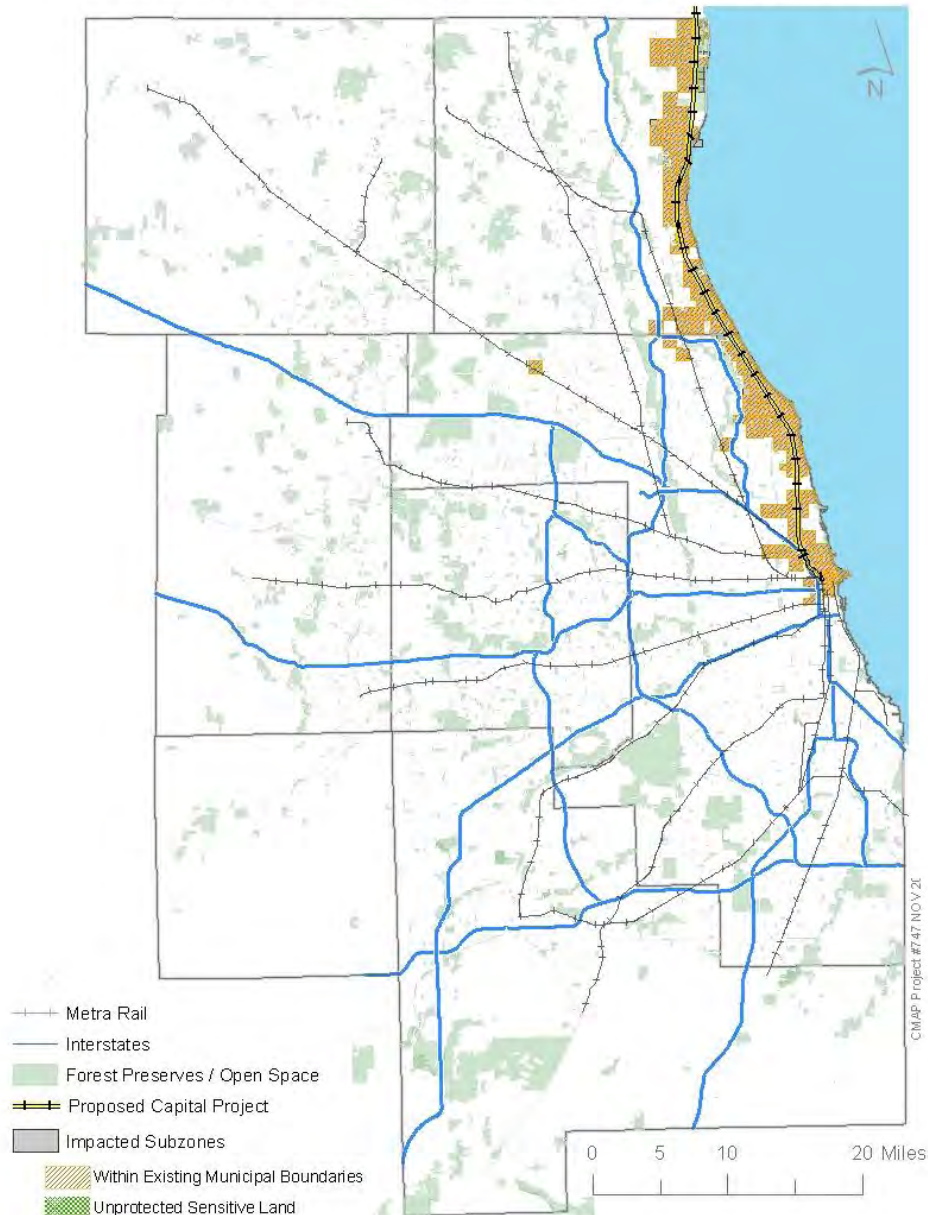 N
CMAP Project #747 NOV 20
Metra Rail
Interstates
Forest Preserves / Open Space
Proposed Capital Project
Impacted Subzones
Within Existing Municipal Boundaries
Unprotected Sensitive Land
0 5 10 20 Miles